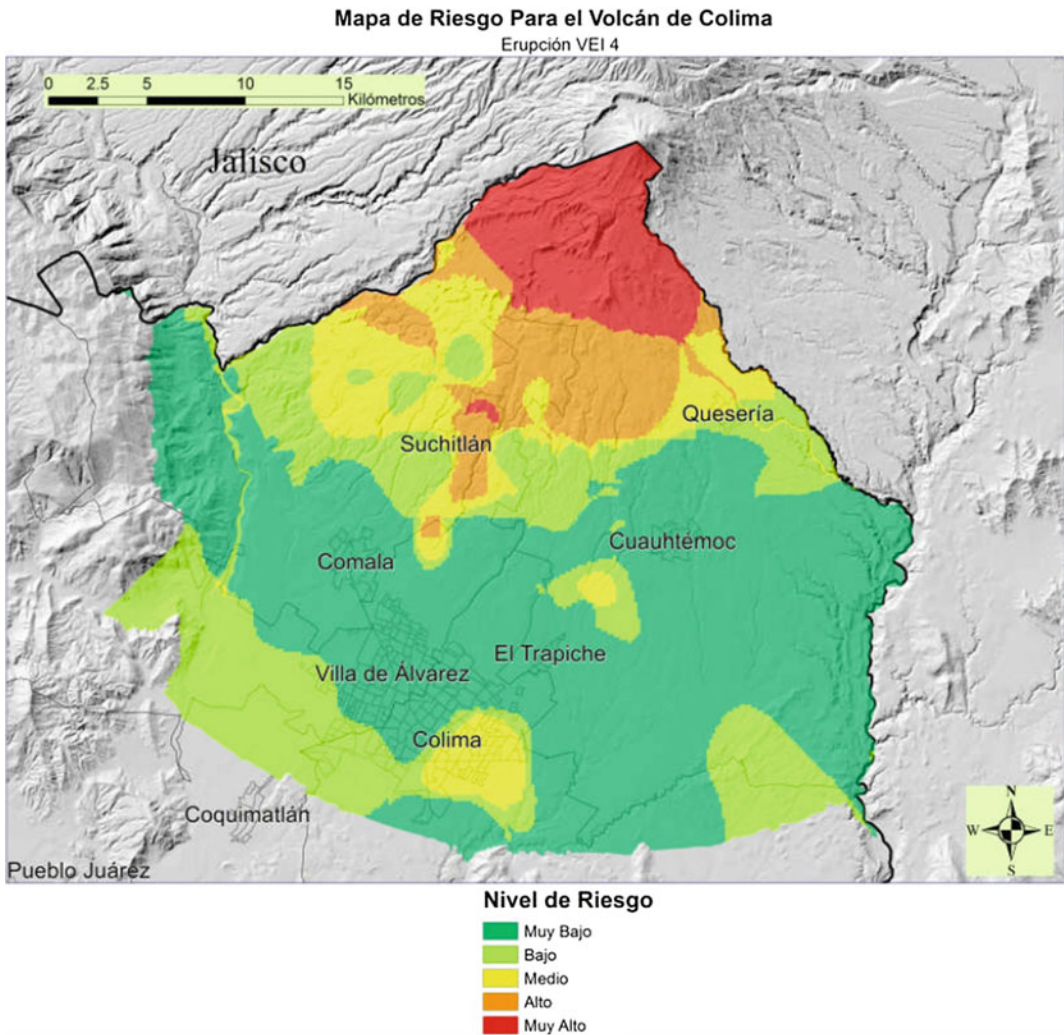 Mapa de Riesgo Para el Volcán de Colima
Erupción VEI 4
0 2.5 5 10 15
Kilómetros
Jalisco
Quesería
Suchitlán
Cuauhtémoc
Comala
El Trapiche
Villa de Álvarez
Colima
Coquimatlán
Pueblo Juárez
N
W E
S
Nivel de Riesgo
Muy Bajo
Bajo
Medio
Alto
Muy Alto